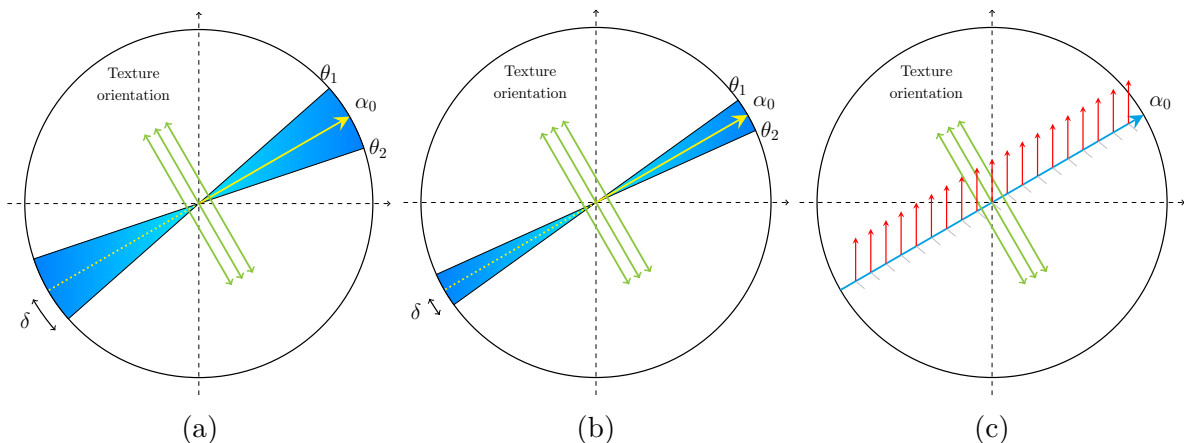 Texture
orientation
θ1
α0
θ2
δ
(a)
Texture
orientation
θ1
α0
θ2
δ
(b)
Texture
orientation
α0
(c)